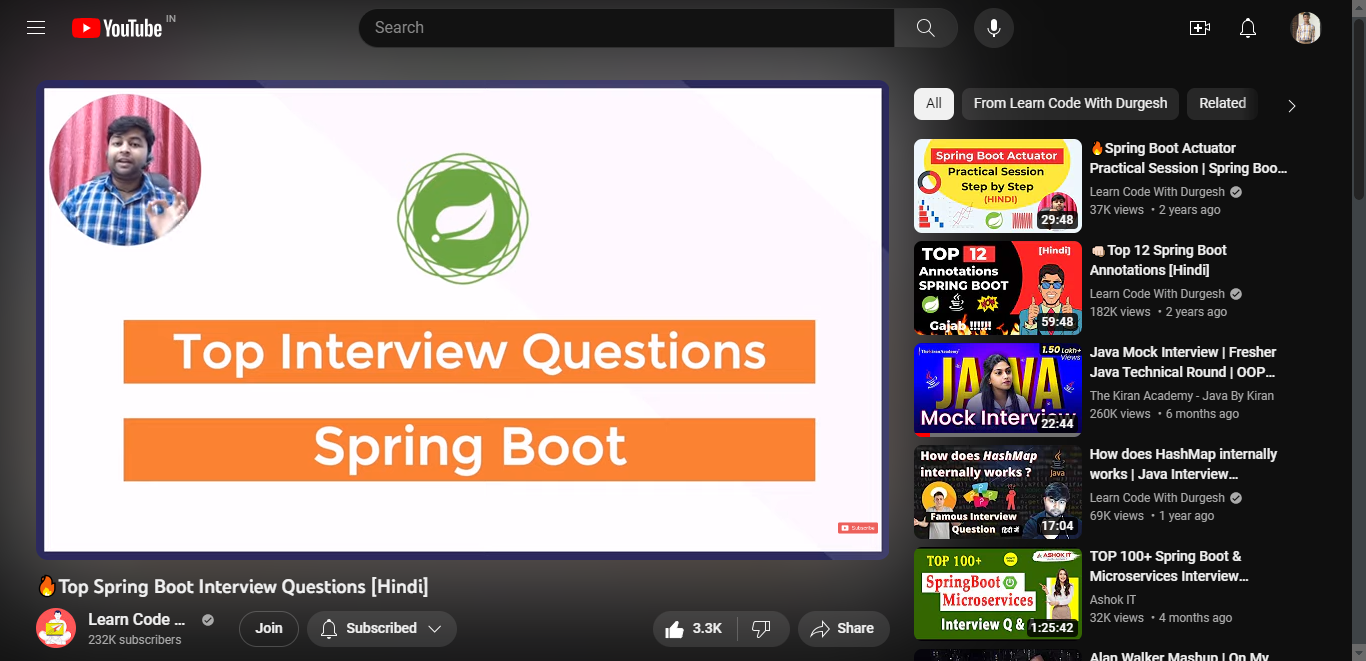 YouTube IN
Search
Top Interview Questions
Spring Boot
Subscribe
🔥Top Spring Boot Interview Questions [Hindi]
Learn Code ...
232K subscribers
Join
Subscribed
3.3K
Share
All
From Learn Code With Durgesh
Related
Spring Boot Actuator
Practical Session
Step by Step
(HINDI)
29:48
🔥Spring Boot Actuator
Practical Session | Spring Boo...
Learn Code With Durgesh
37K views • 2 years ago
TOP 12
[Hindi]
Annotations
SPRING BOOT
Gajab !!!!!!
59:48
👊🏻Top 12 Spring Boot
Annotations [Hindi]
Learn Code With Durgesh
182K views • 2 years ago
1.50 Lakh+
Views
JAVA
Mock Interview
22:44
Java Mock Interview | Fresher
Java Technical Round | OOP...
The Kiran Academy - Java By Kiran
260K views • 6 months ago
How does HashMap
internally works ?
Java
Famous Interview
Question हिंदी में
17:04
How does HashMap internally
works | Java Interview...
Learn Code With Durgesh
69K views • 1 year ago
TOP 100+
ASHOK IT
SpringBoot
Microservices
Interview Q &
1:25:42
TOP 100+ Spring Boot &
Microservices Interview...
Ashok IT
32K views • 4 months ago
Alan Walker Mashup | On My